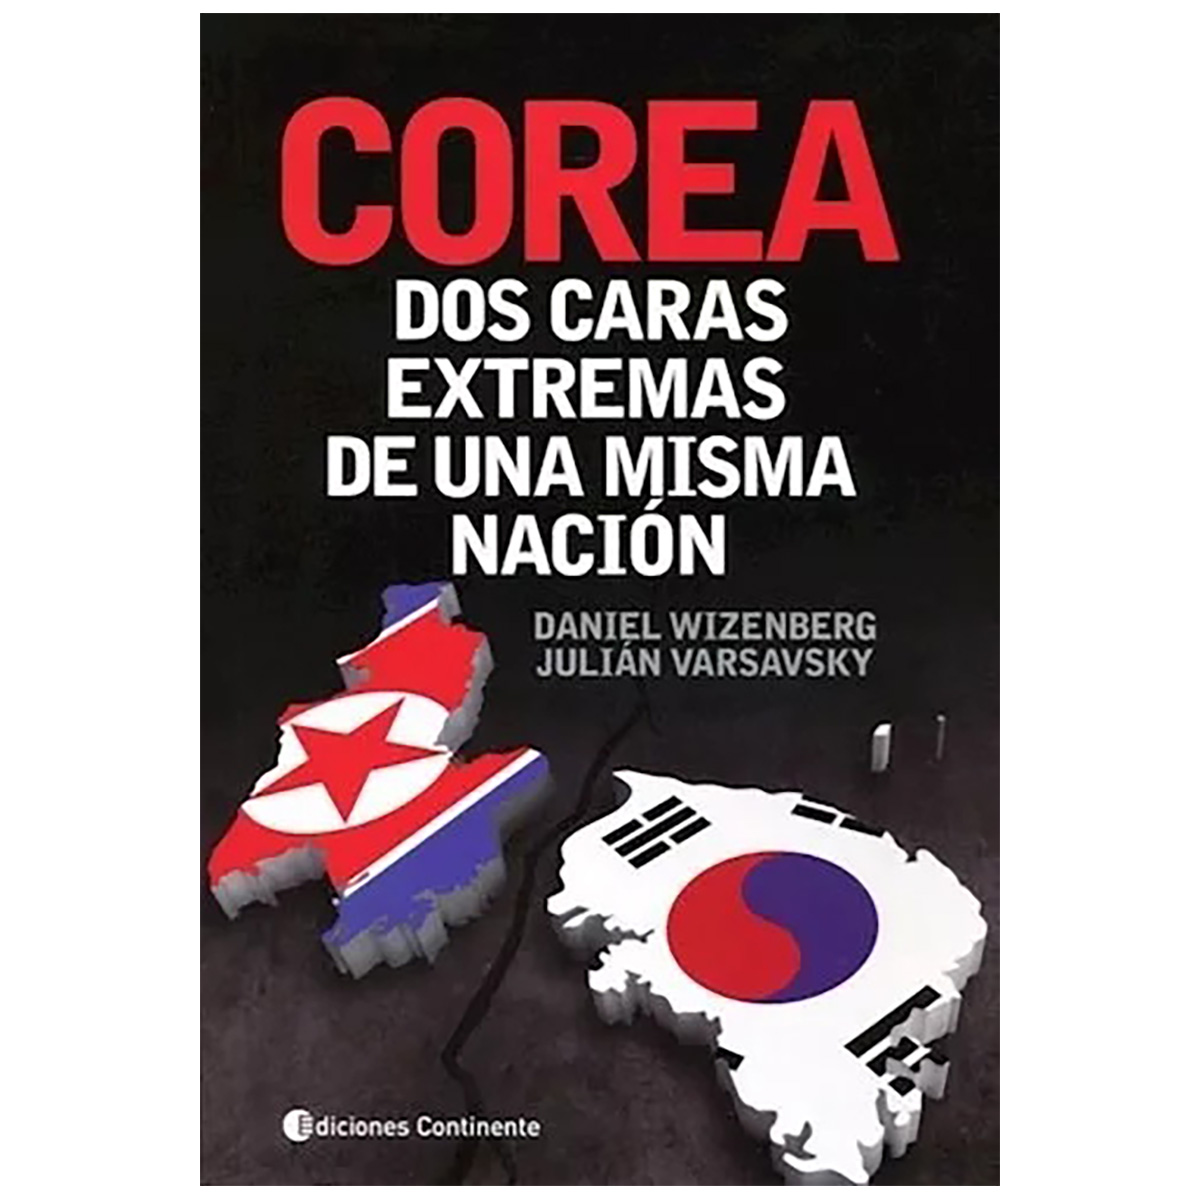 COREA
DOS CARAS
EXTREMAS
DE UNA MISMA
NACIÓN
DANIEL WIZENBERG
JULIÁN VARSAVSKY
Ediciones Continente